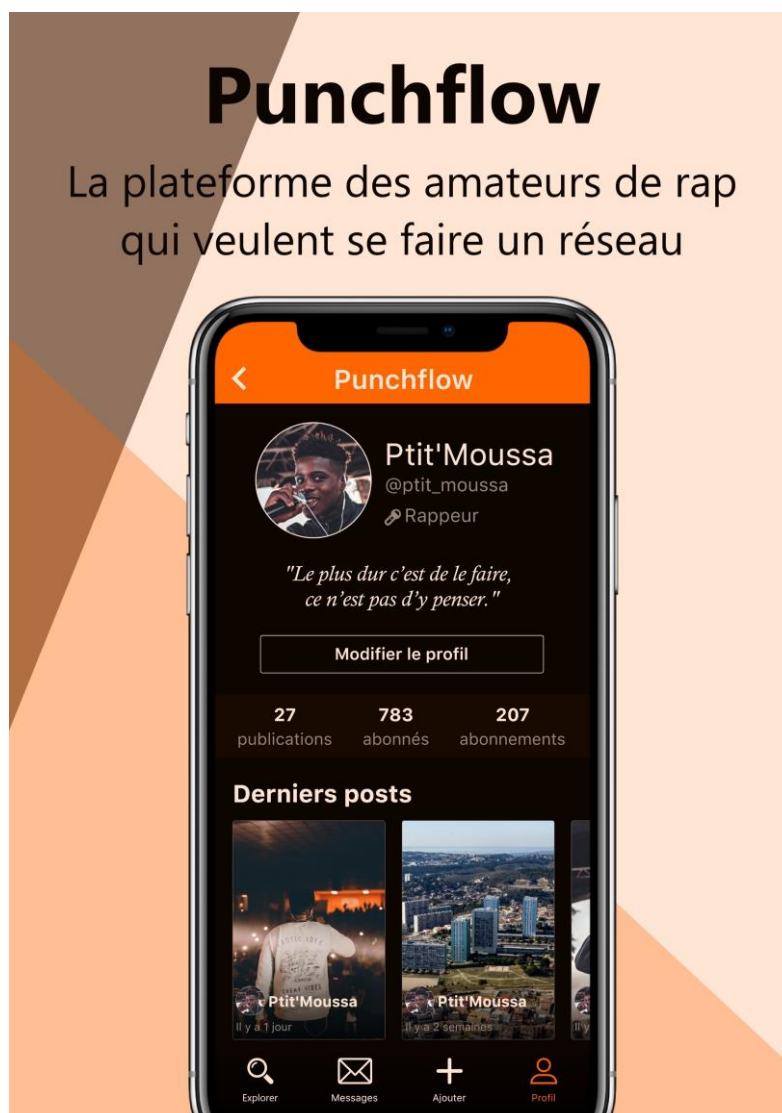 Punchflow
La plateforme des amateurs de rap
qui veulent se faire un réseau
Punchflow
Ptit'Moussa
@ptit_moussa
Rappeur
"Le plus dur c’est de le faire,
ce n’est pas d’y penser."
Modifier le profil
27 783 207
publications abonnés abonnements
Derniers posts
Ptit'Moussa Ptit'Moussa
Il y a 1 jour Il y a 2 semaines Il y
Explorer Messages Ajouter Profil